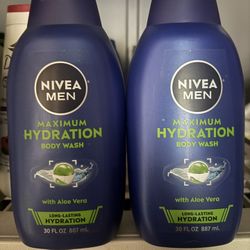 NIVEA
MEN
MAXIMUM
HYDRATION
BODY WASH
with Aloe Vera
LONG-LASTING
HYDRATION
30 FL OZ 887 mL
NIVEA
MEN
MAXIMUM
HYDRATION
BODY WASH
with Aloe Vera
LONG-LASTING
HYDRATION
30 FL OZ 887 mL